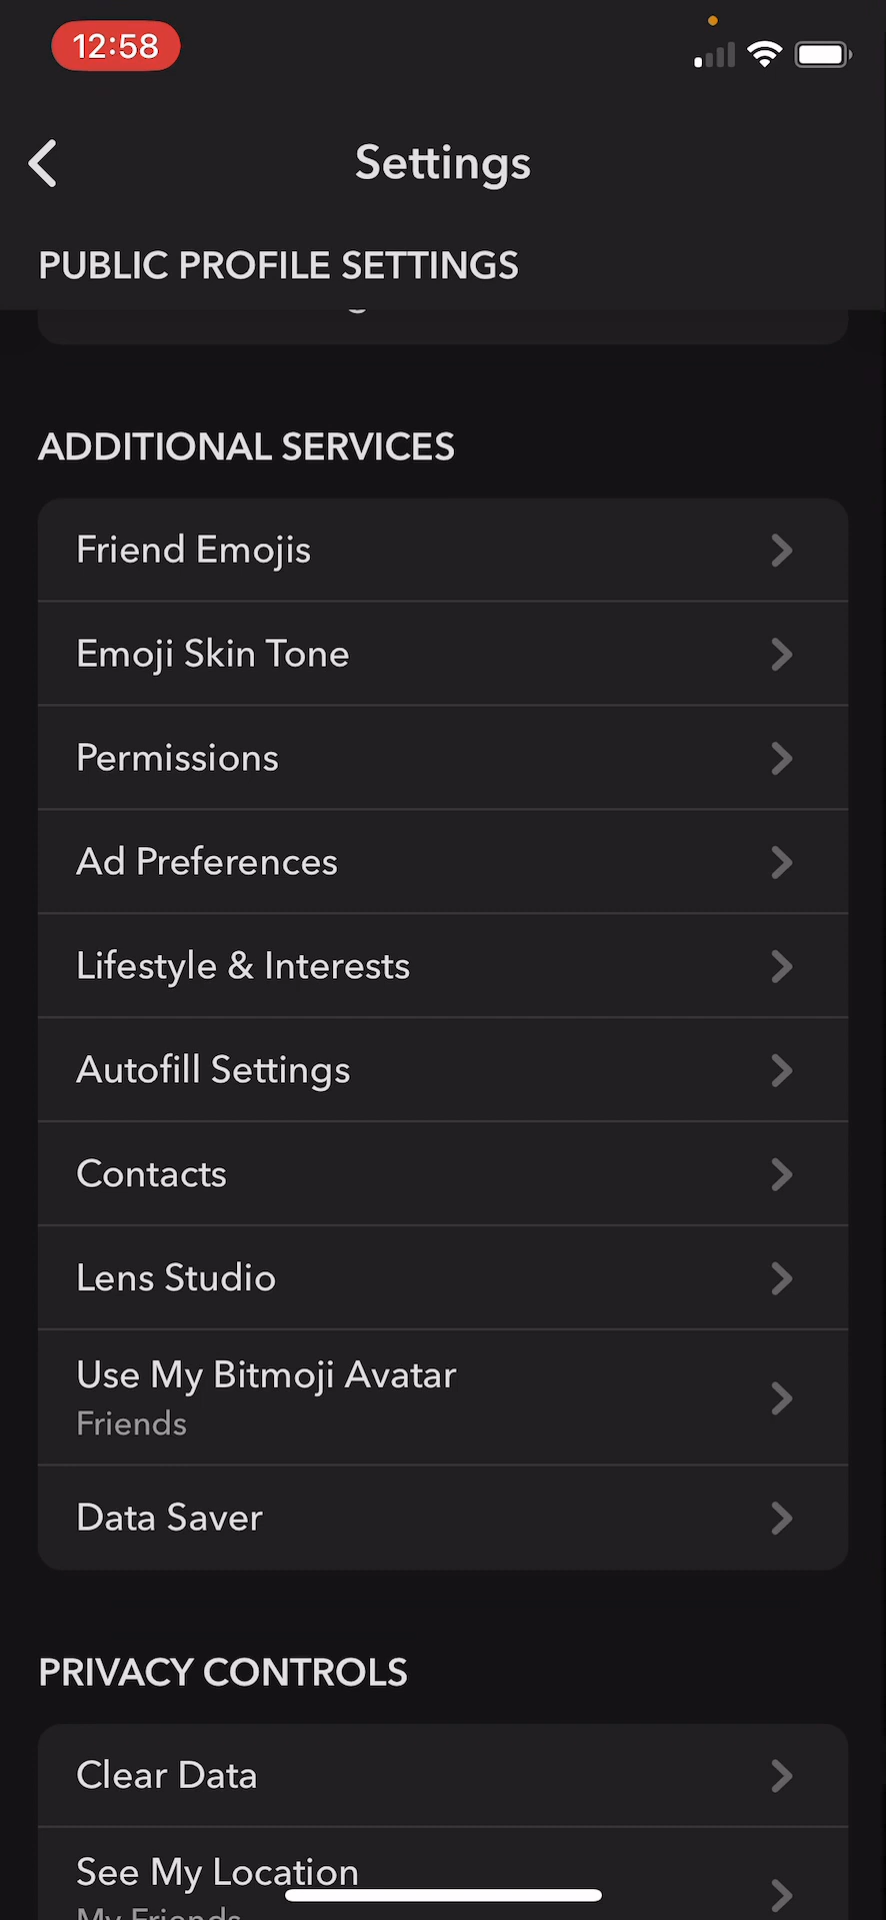 12:58
Settings
PUBLIC PROFILE SETTINGS
ADDITIONAL SERVICES
Friend Emojis
Emoji Skin Tone
Permissions
Ad Preferences
Lifestyle & Interests
Autofill Settings
Contacts
Lens Studio
Use My Bitmoji Avatar
Friends
Data Saver
PRIVACY CONTROLS
Clear Data
See My Location
My Friends